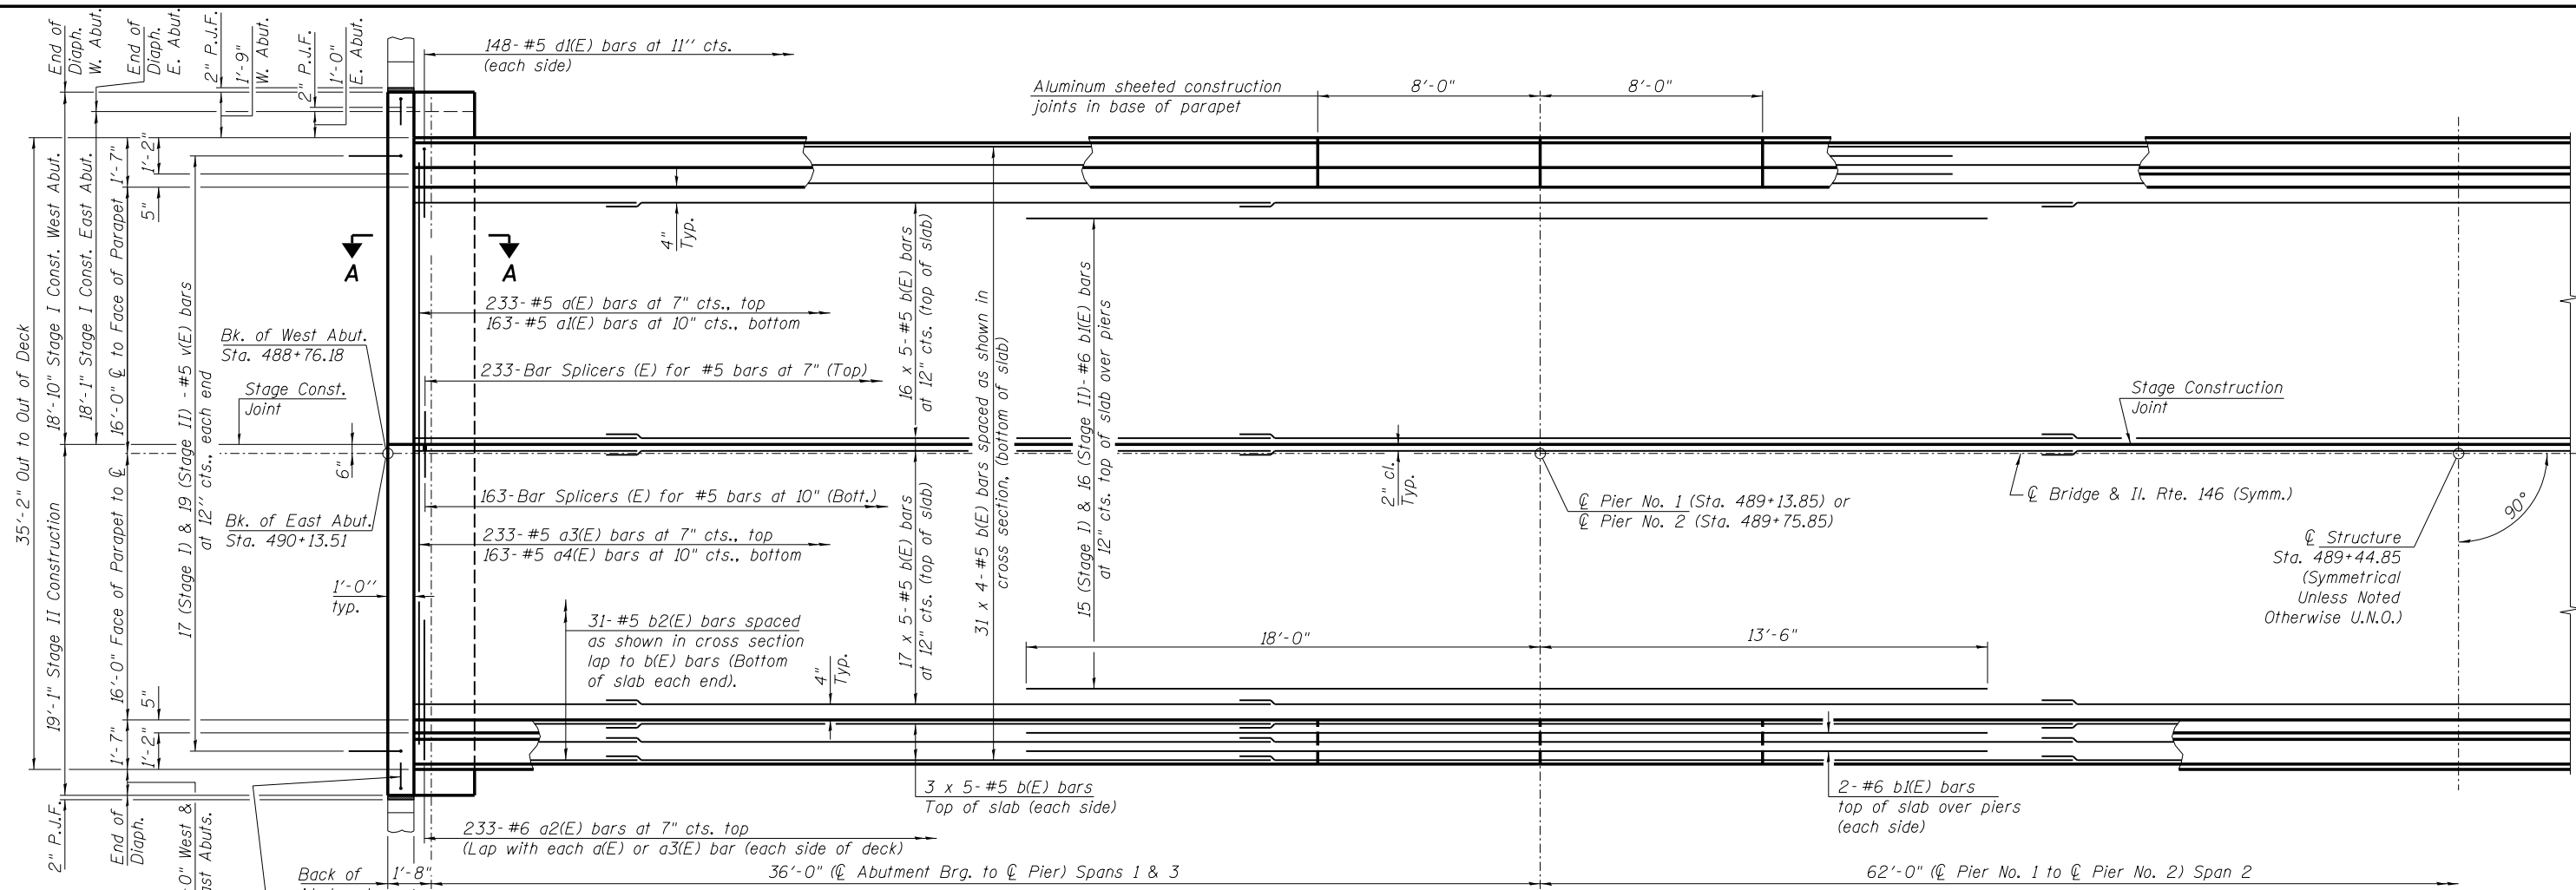 End of
Diaph.
W. Abut.
End of
Diaph.
E. Abut.
2" P.J.F.
1'-9"
W. Abut.
2" P.J.F.
1'-0"
E. Abut.
148-#5 d1(E) bars at 11'' cts.
(each side)
Aluminum sheeted construction
joints in base of parapet
8'-0"
8'-0"
35'-2" Out to Out of Deck
18'-10" Stage I Const. West Abut.
18'-1" Stage I Const. East Abut.
16'-0" ℄ to Face of Parapet
1'-7"
1'-2"
5"
A
A
4"
Typ.
17 (Stage I) & 19 (Stage II) -#5 v(E) bars
at 12'' cts., each end
Bk. of West Abut.
Sta. 488+76.18
Stage Const.
Joint
6"
Bk. of East Abut.
Sta. 490+13.51
1'-0''
typ.
233-#5 a(E) bars at 7" cts., top
163-#5 a1(E) bars at 10" cts., bottom
233-Bar Splicers (E) for #5 bars at 7" (Top)
163-Bar Splicers (E) for #5 bars at 10" (Bott.)
233-#5 a3(E) bars at 7" cts., top
163-#5 a4(E) bars at 10" cts., bottom
31-#5 b2(E) bars spaced
as shown in cross section
lap to b(E) bars (Bottom
of slab each end).
4"
Typ.
16 x 5-#5 b(E) bars
at 12" cts. (top of slab)
17 x 5-#5 b(E) bars
at 12" cts. (top of slab)
31 x 4-#5 b(E) bars spaced as shown in
cross section, (bottom of slab)
15 (Stage I) & 16 (Stage II)-#6 b1(E) bars
at 12" cts. top of slab over piers
2" cl.
Typ.
℄ Pier No. 1 (Sta. 489+13.85) or
℄ Pier No. 2 (Sta. 489+75.85)
Stage Construction
Joint
℄ Bridge & Il. Rte. 146 (Symm.)
90°
℄ Structure
Sta. 489+44.85
(Symmetrical
Unless Noted
Otherwise U.N.O.)
18'-0"
13'-6"
19'-1" Stage II Construction
16'-0" Face of Parapet to ℄
1'-7"
5"
1'-2"
3 x 5-#5 b(E) bars
Top of slab (each side)
2-#6 b1(E) bars
top of slab over piers
(each side)
2" P.J.F.
End of
Diaph.
233-#6 a2(E) bars at 7" cts. top
(Lap with each a(E) or a3(E) bar (each side of deck)
Back of
1'-8"
36'-0" (℄ Abutment Brg. to ℄ Pier) Spans 1 & 3
62'-0" (℄ Pier No. 1 to ℄ Pier No. 2) Span 2
West &
Abuts.